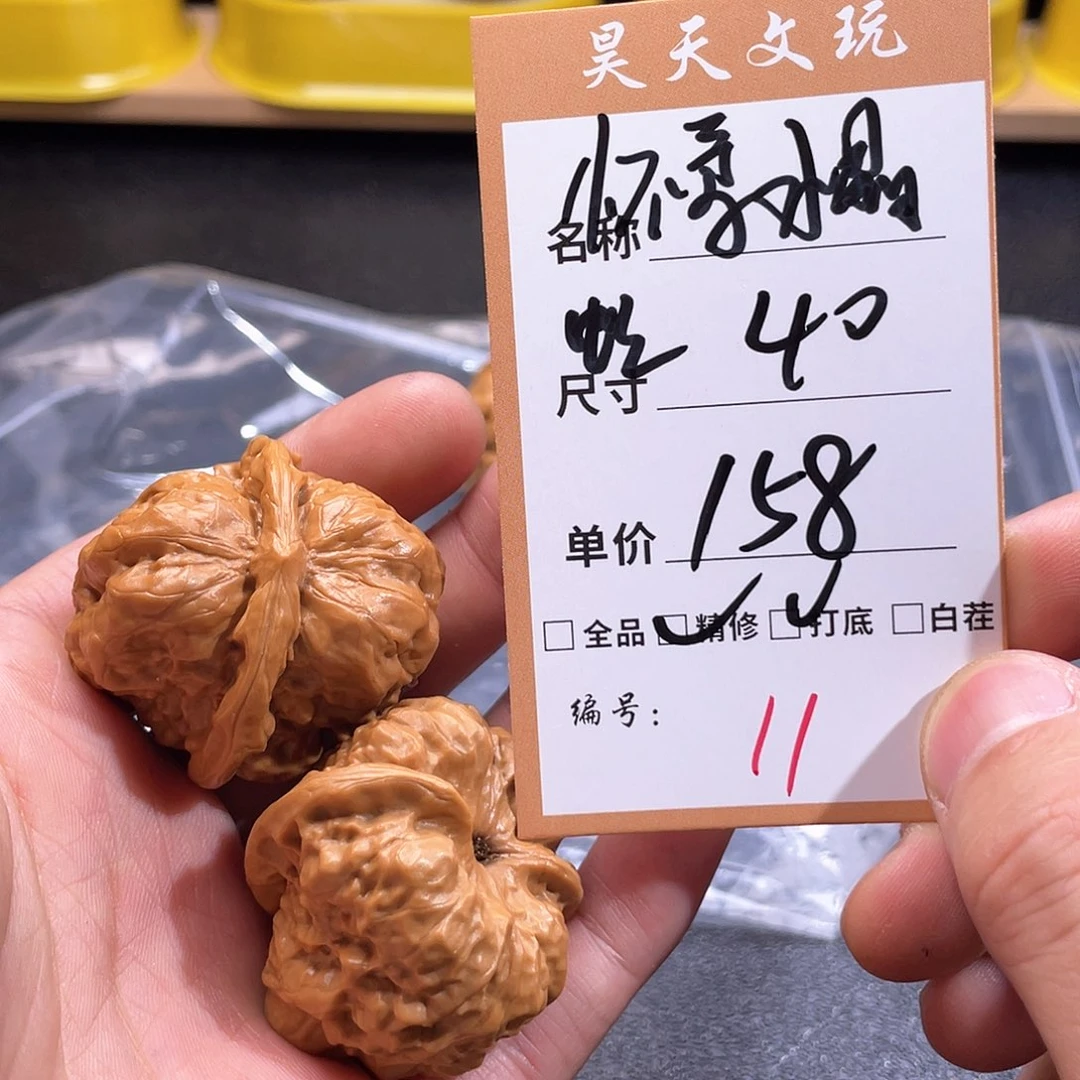 昊天文玩
名称
尺寸 40
单价 158
□ 全品 □ 精修 □ 打底 □ 白茬
编号： 11